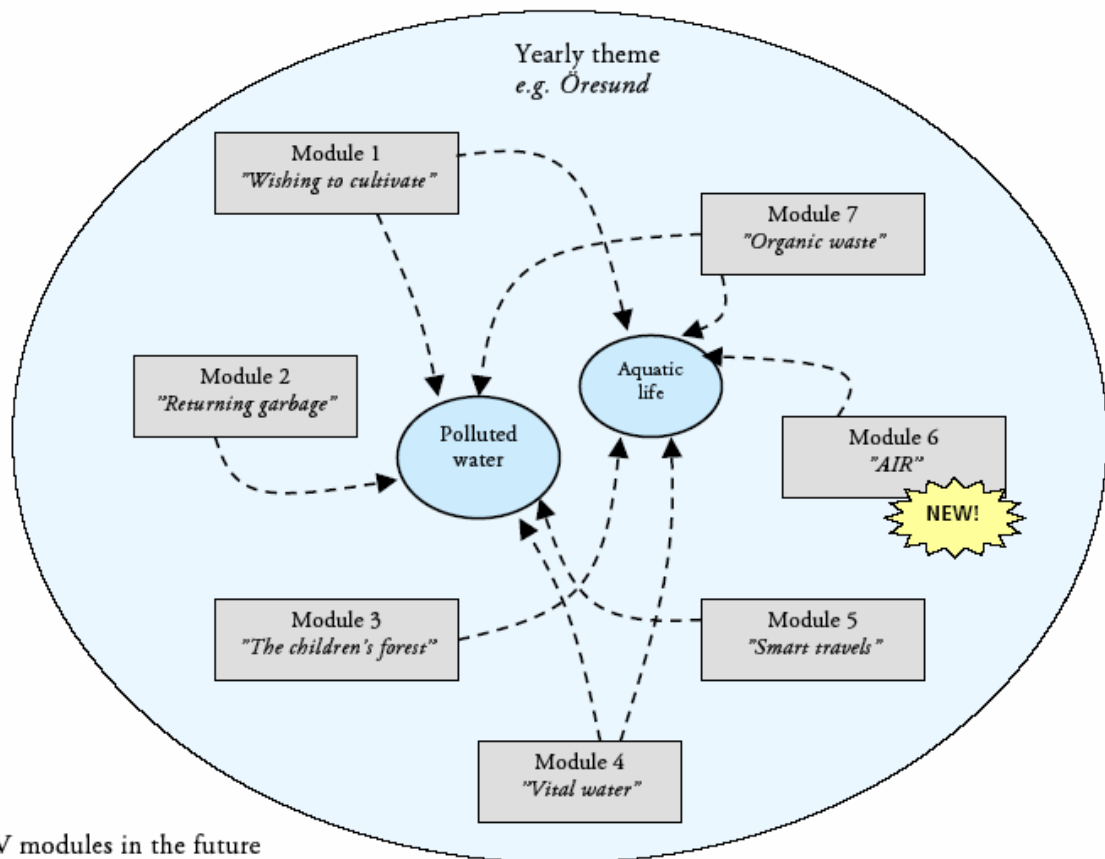 Yearly theme
e.g. Öresund
Module 1
"Wishing to cultivate"
Module 7
"Organic waste"
Module 2
"Returning garbage"
Aquatic
life
Polluted
water
Module 6
"AIR"
NEW!
Module 3
"The children's forest"
Module 5
"Smart travels"
Module 4
"Vital water"
V modules in the future